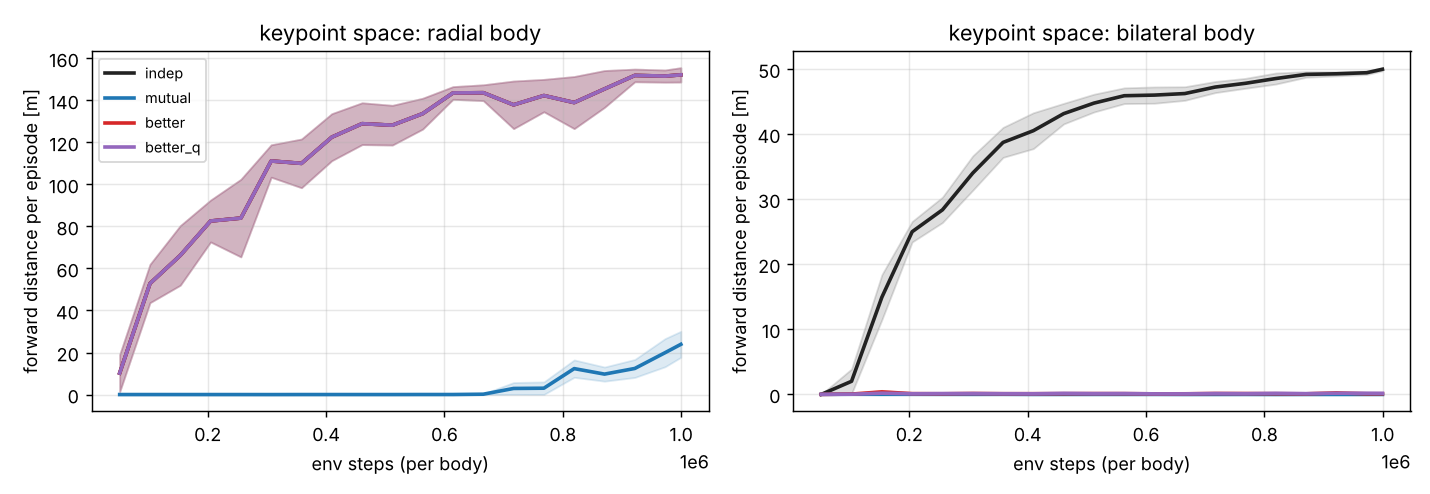 keypoint space: radial body
forward distance per episode [m]
160
140
120
100
80
60
40
20
0
indep
mutual
better
better_q
0.2
0.4
0.6
0.8
1.0
1e6
env steps (per body)
keypoint space: bilateral body
forward distance per episode [m]
50
40
30
20
10
0
0.2
0.4
0.6
0.8
1.0
1e6
env steps (per body)